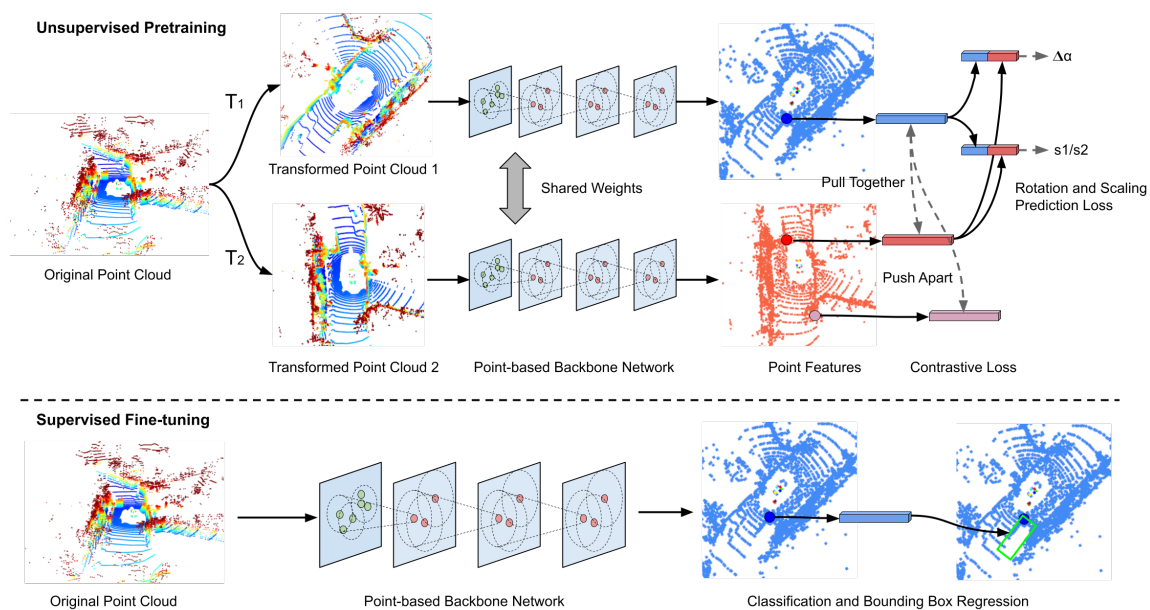 Unsupervised Pretraining
T1
Transformed Point Cloud 1
Original Point Cloud
T2
Transformed Point Cloud 2
Shared Weights
Point-based Backbone Network
Point Features
Pull Together
Push Apart
Contrastive Loss
Δα
s1/s2
Rotation and Scaling
Prediction Loss
Supervised Fine-tuning
Original Point Cloud
Point-based Backbone Network
Classification and Bounding Box Regression